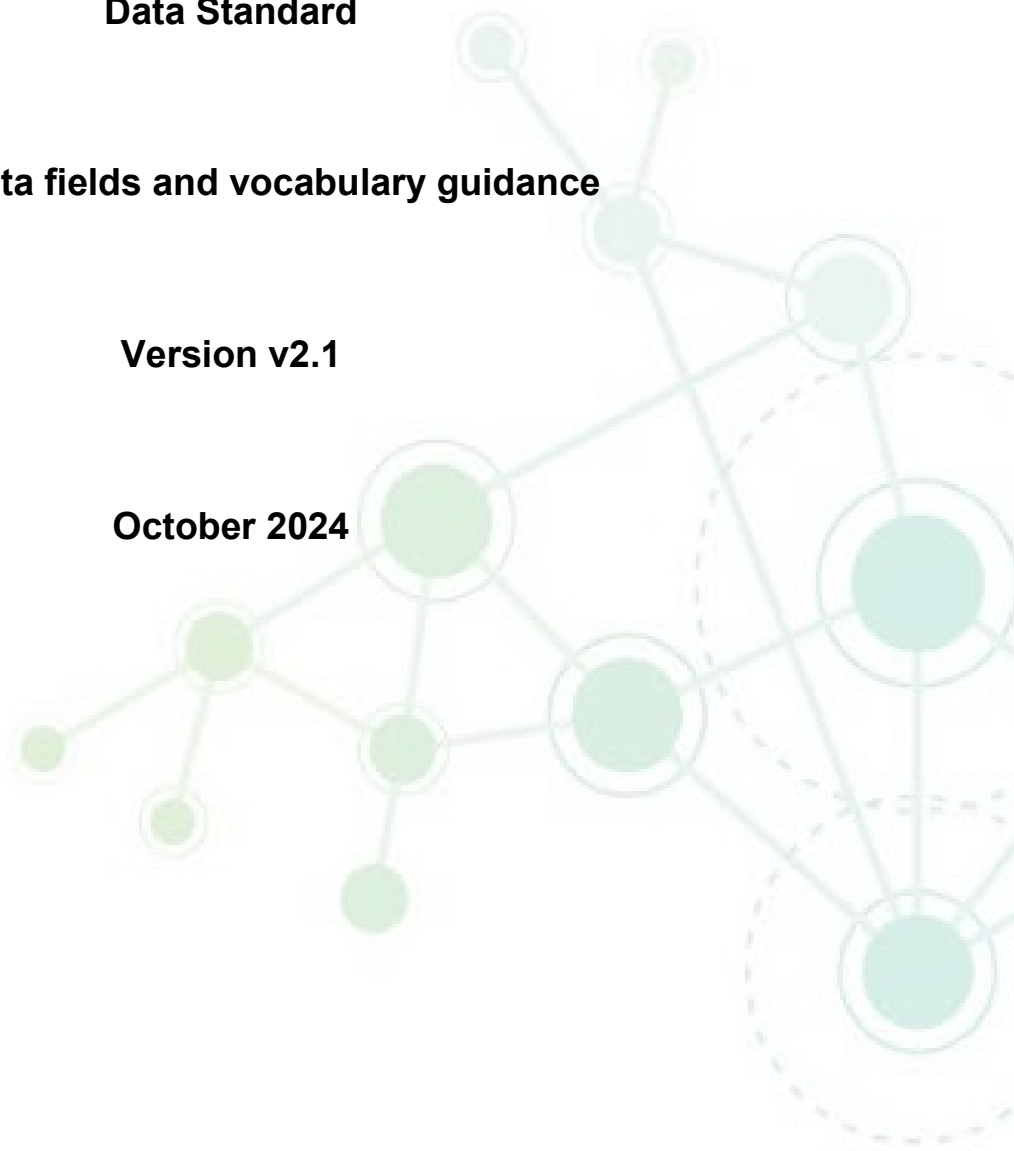 Data Standard
ta fields and vocabulary guidance
Version v2.1
October 2024